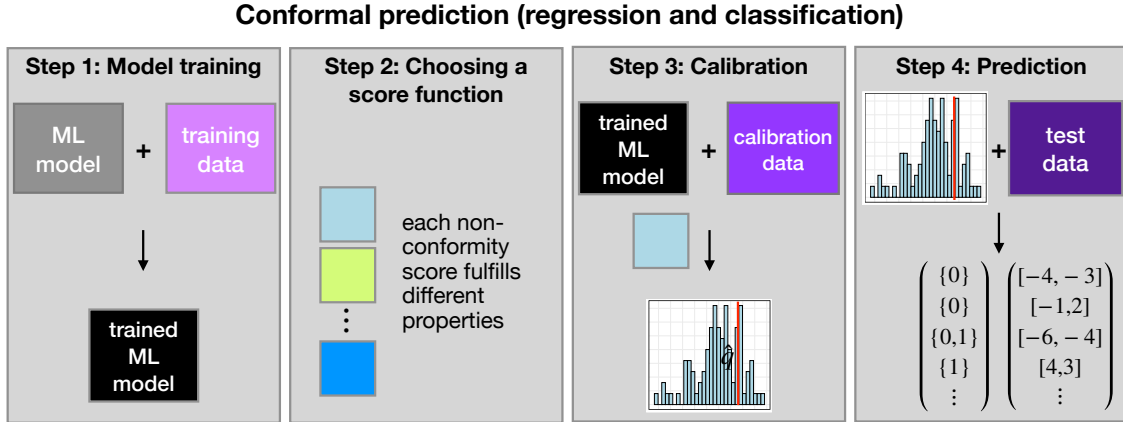 Conformal prediction (regression and classification)
Step 1: Model training
ML
model
+
training
data
trained
ML
model
Step 2: Choosing a
score function
each non-
conformity
score fulfills
different
properties
⋮
Step 3: Calibration
trained
ML
model
+
calibration
data
q̂
Step 4: Prediction
+
test
data
{0} [−4, − 3]
{0} [−1,2]
{0,1} [−6, − 4]
{1} [4,3]
⋮ ⋮